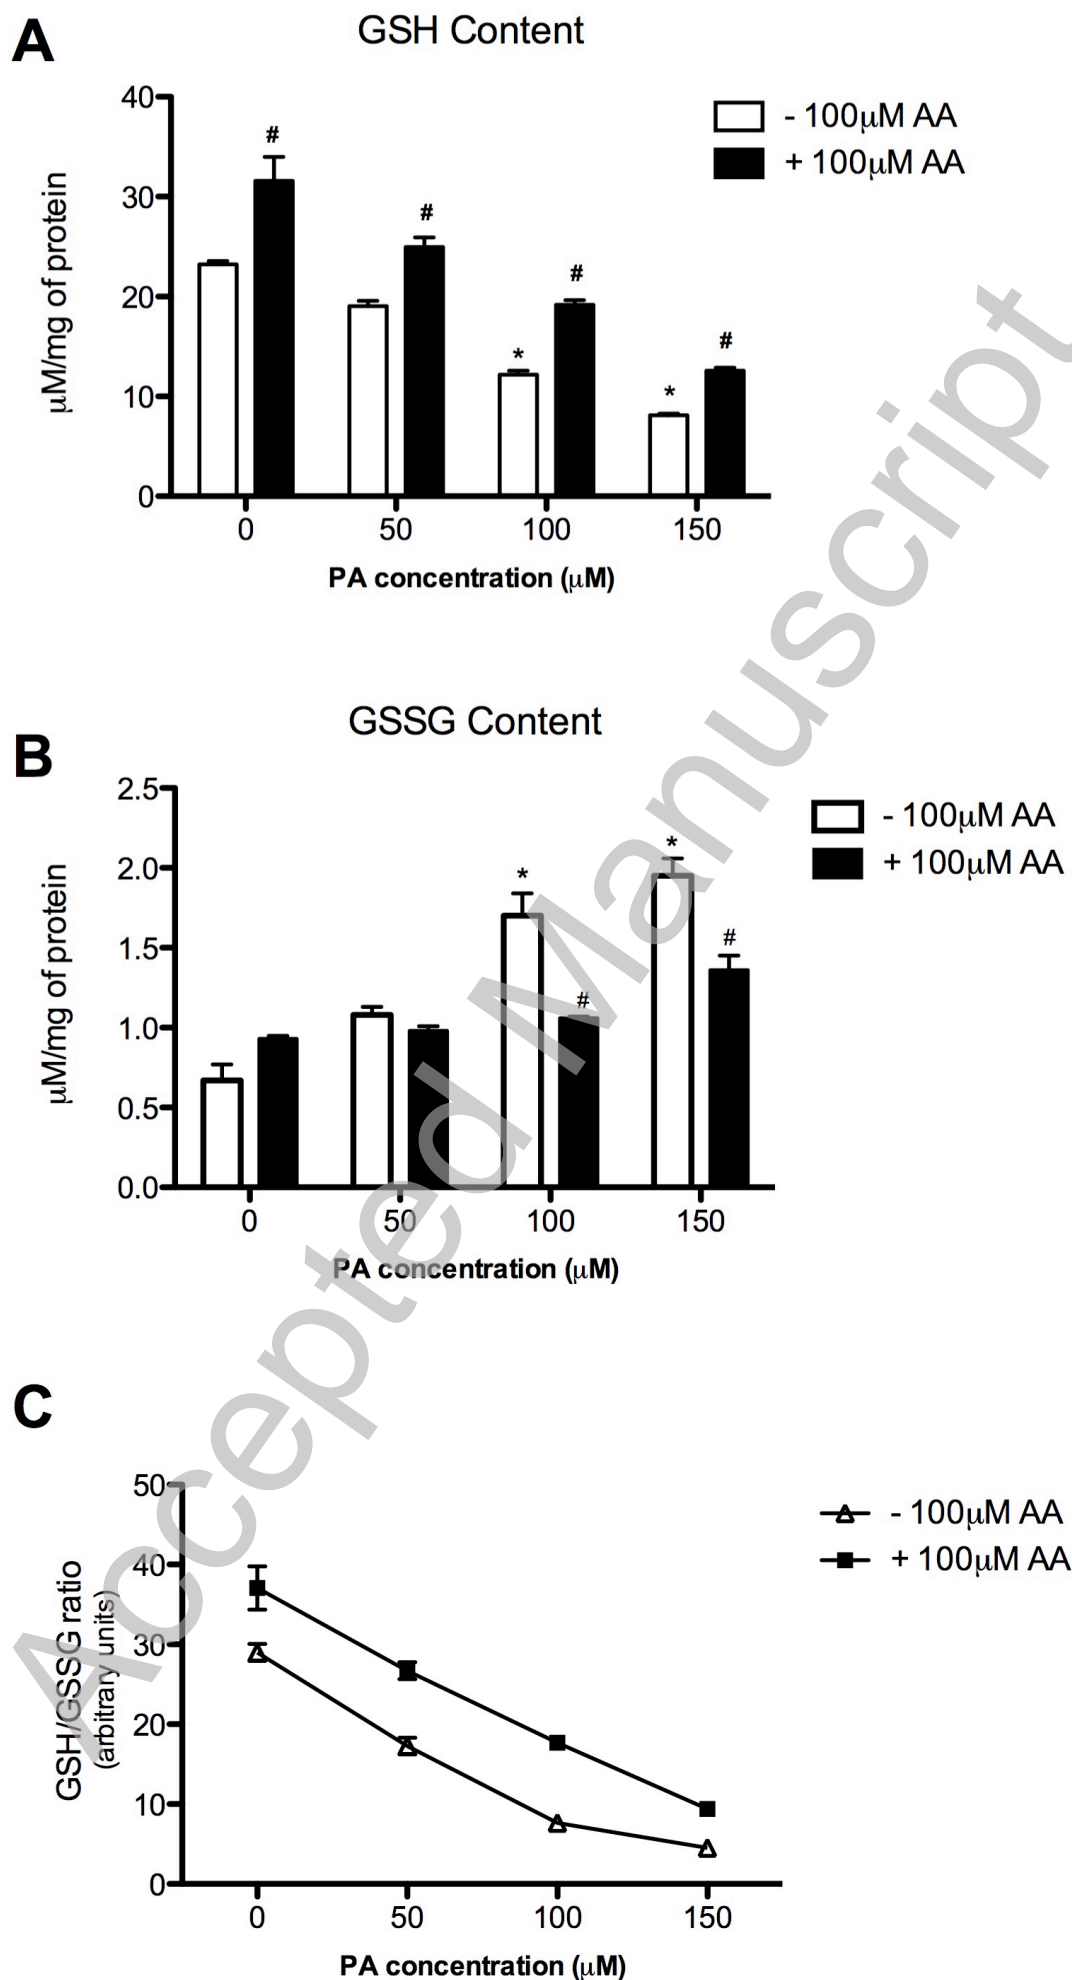 A
GSH Content
- 100μM AA
+ 100μM AA
40
30
20
10
0
μM/mg of protein
#
#
#
#
*
*
0 50 100 150
PA concentration (μM)
B
GSSG Content
- 100μM AA
+ 100μM AA
2.5
2.0
1.5
1.0
0.5
0.0
μM/mg of protein
*
*
#
#
0 50 100 150
PA concentration (μM)
C
- 100μM AA
+ 100μM AA
50
40
30
20
10
0
GSH/GSSG ratio
(arbitrary units)
0 50 100 150
PA concentration (μM)
Accepted Manuscript